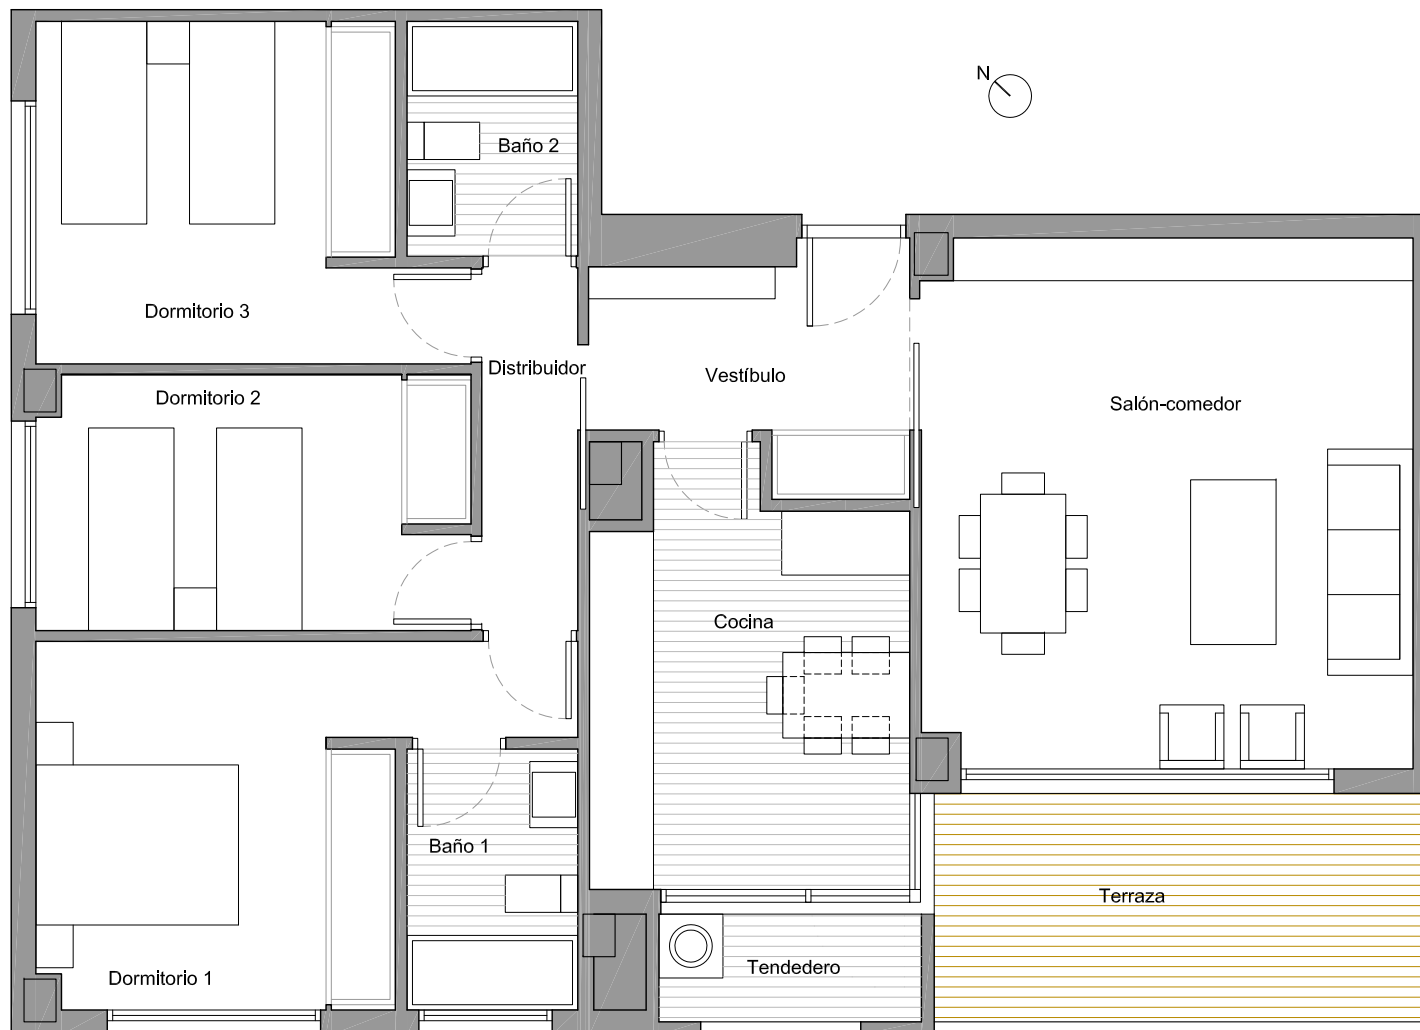 N
Baño 2
Dormitorio 3
Distribuidor
Vestíbulo
Dormitorio 2
Salón-comedor
Cocina
Baño 1
Terraza
Dormitorio 1
Tendedero